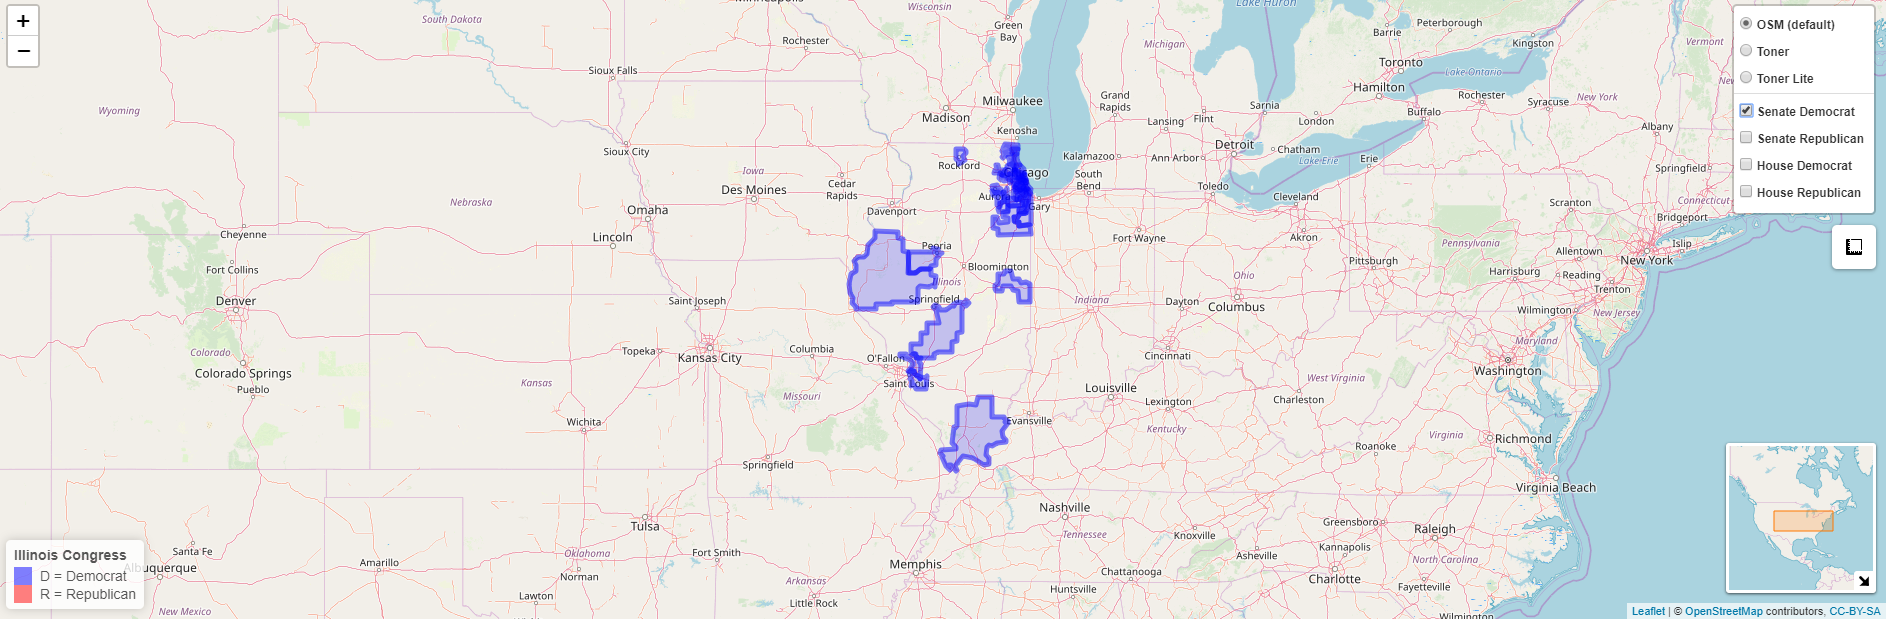 +
−
OSM (default)
Toner
Toner Lite
Senate Democrat
Senate Republican
House Democrat
House Republican
South Dakota
Wisconsin
Green
Bay
Lake Huron
Peterborough
Barrie
Kingston
Vermont
Rochester
Michigan
Toronto
Lake Ontario
Sioux Falls
Hamilton
Rochester
Syracuse
New York
Wyoming
Milwaukee
Grand
Rapids
Sarnia
Buffalo
Madison
Lansing
Flint
London
Albany
Kenosha
Sioux City
Rockford
Kalamazoo
Ann Arbor
Detroit
Chatham
Lake Erie
Erie
Springfield
Iowa
Des Moines
Cedar
Rapids
South
Bend
Toledo
Cleveland
Nebraska
Omaha
Davenport
Gary
Scranton
Connecticut
Bridgeport
Cheyenne
Lincoln
Peoria
Fort Wayne
Akron
Pennsylvania
Islip
Fort Collins
Bloomington
Pittsburgh
Allentown
New York
Harrisburg
Reading
Trenton
Denver
Saint Joseph
Springfield
Illinois
Indiana
Ohio
Dayton
Columbus
Wilmington
New Jersey
Colorado
Colorado Springs
Pueblo
Topeka
Kansas City
Columbia
O'Fallon
Saint Louis
Cincinnati
Maryland
Washington
Kansas
Missouri
Louisville
Lexington
West Virginia
Charleston
Wichita
Evansville
Kentucky
Virginia
Richmond
Roanoke
Springfield
Virginia Beach
Nashville
Tulsa
Greensboro
Raleigh
Santa Fe
Albuquerque
Amarillo
Oklahoma
Norman
Fort Smith
Tennessee
Knoxville
Asheville
Kannapolis
North Carolina
Memphis
Chattanooga
Charlotte
Fayetteville
Arkansas
Little Rock
Huntsville
Lawton
New Mexico
Wilmington
Illinois Congress
D = Democrat
R = Republican
Leaflet | © OpenStreetMap contributors, CC-BY-SA